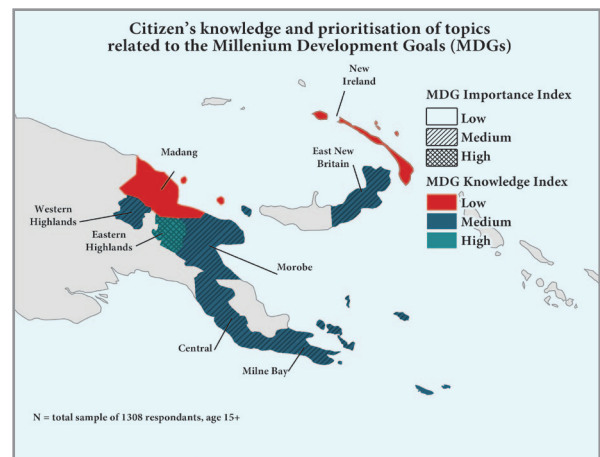 Citizen's knowledge and prioritisation of topics
related to the Millenium Development Goals (MDGs)
New
Ireland
MDG Importance Index
Low
Medium
High
MDG Knowledge Index
Low
Medium
High
East New
Britain
Madang
Western
Highlands
Eastern
Highlands
Morobe
Central
Milne Bay
N = total sample of 1308 respondants, age 15+